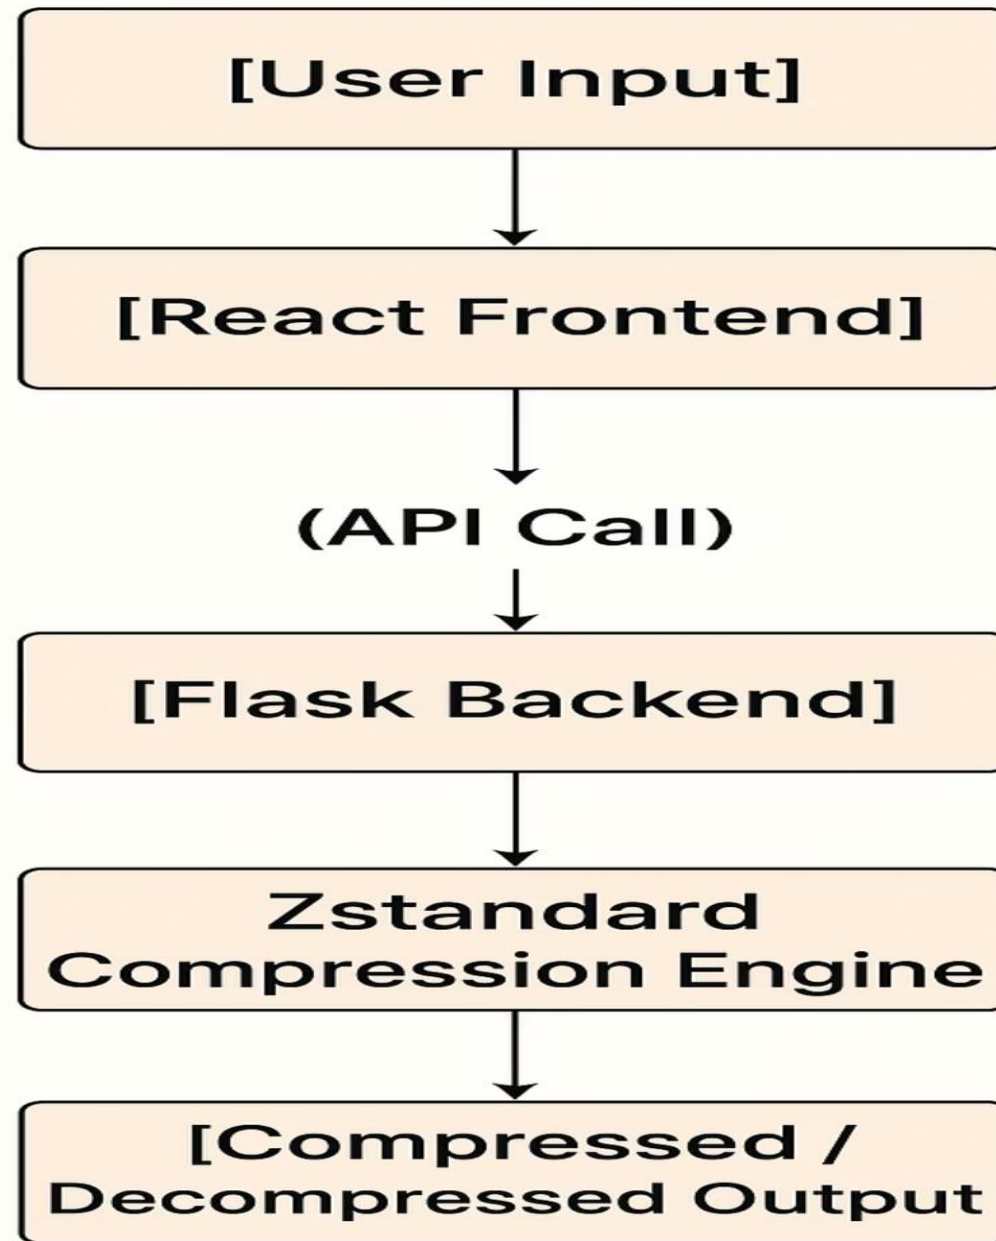 [User Input]
[React Frontend]
(API Call)
[Flask Backend]
Zstandard
Compression Engine
[Compressed /
Decompressed Output